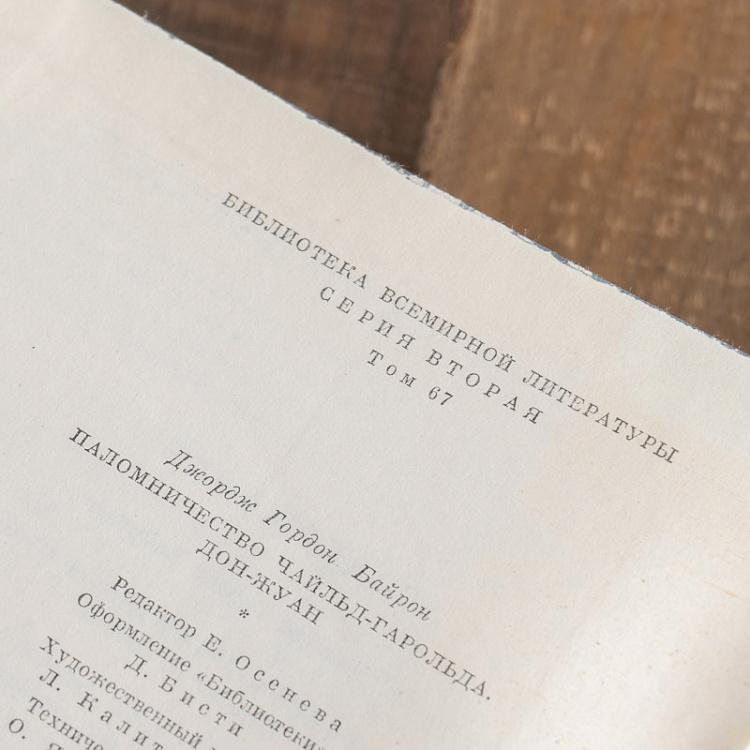 БИБЛИОТЕКА ВСЕМИРНОЙ ЛИТЕРАТУРЫ
СЕРИЯ ВТОРАЯ
Том 67
Джордж Гордон Байрон
ПАЛОМНИЧЕСТВО ЧАЙЛЬД-ГАРОЛЬДА.
ДОН-ЖУАН
*
Редактор Е. Осенева
Оформление «Библиотеки»
Д. Бисти
Художественный
Л.
О.